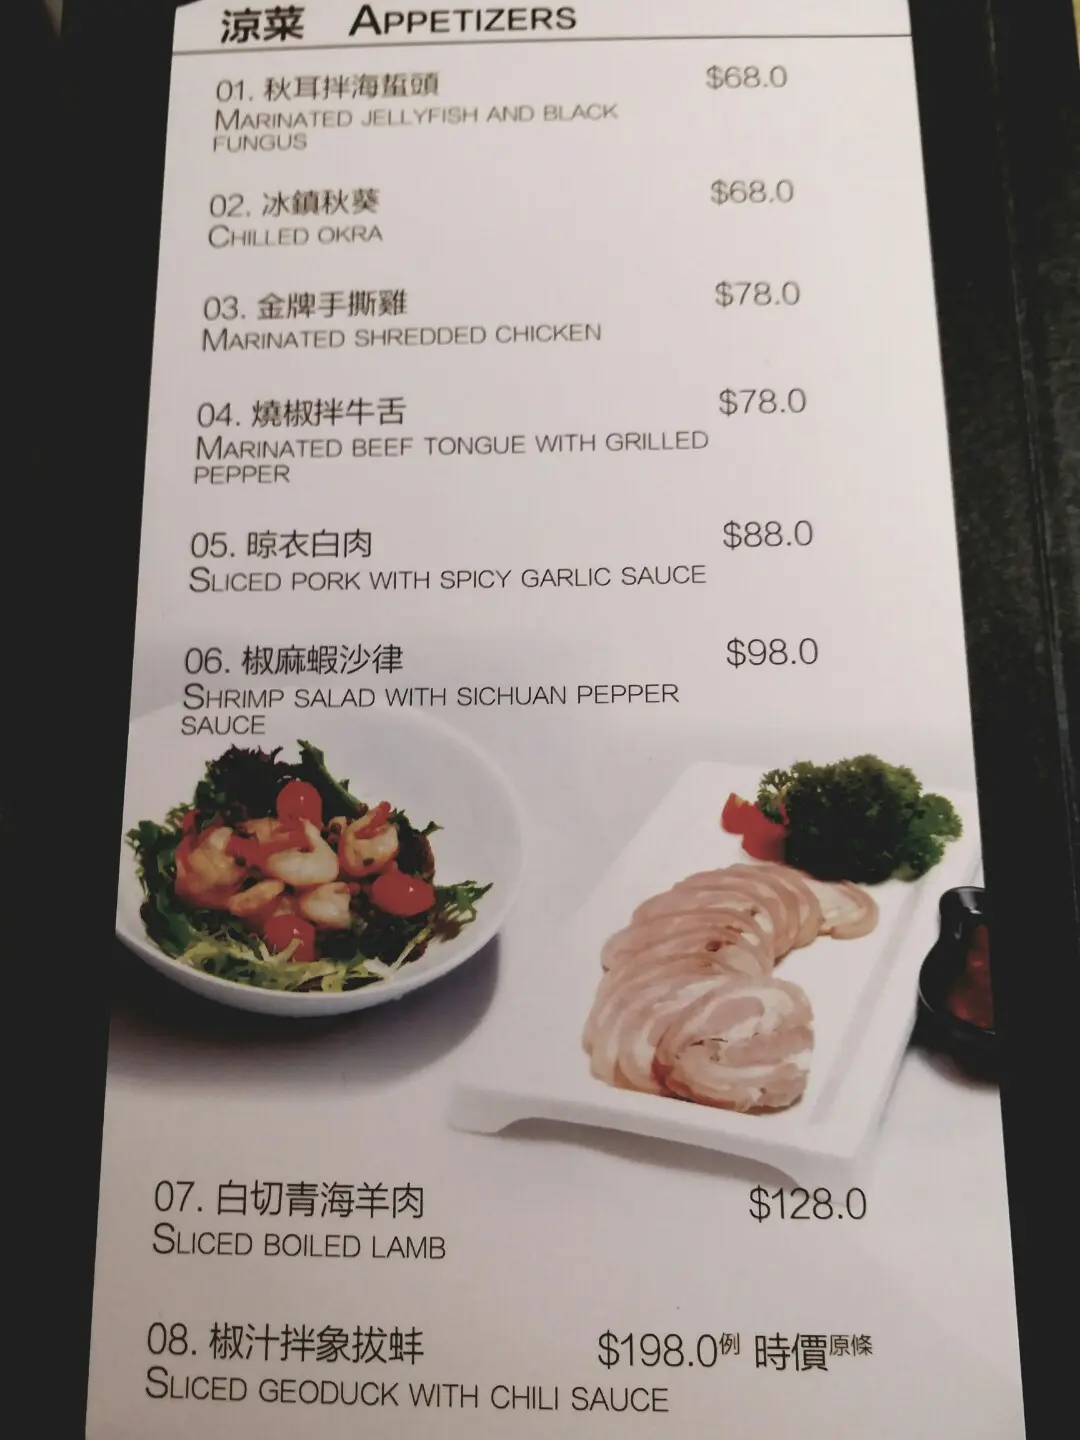 涼菜 APPETIZERS
01. 秋耳拌海蜇頭 $68.0
MARINATED JELLYFISH AND BLACK
FUNGUS
02. 冰鎮秋葵 $68.0
CHILLED OKRA
03. 金牌手撕雞 $78.0
MARINATED SHREDDED CHICKEN
04. 燒椒拌牛舌 $78.0
MARINATED BEEF TONGUE WITH GRILLED
PEPPER
05. 晾衣白肉 $88.0
SLICED PORK WITH SPICY GARLIC SAUCE
06. 椒麻蝦沙律 $98.0
SHRIMP SALAD WITH SICHUAN PEPPER
SAUCE
07. 白切青海羊肉 $128.0
SLICED BOILED LAMB
08. 椒汁拌象拔蚌 $198.0例 時價原條
SLICED GEODUCK WITH CHILI SAUCE